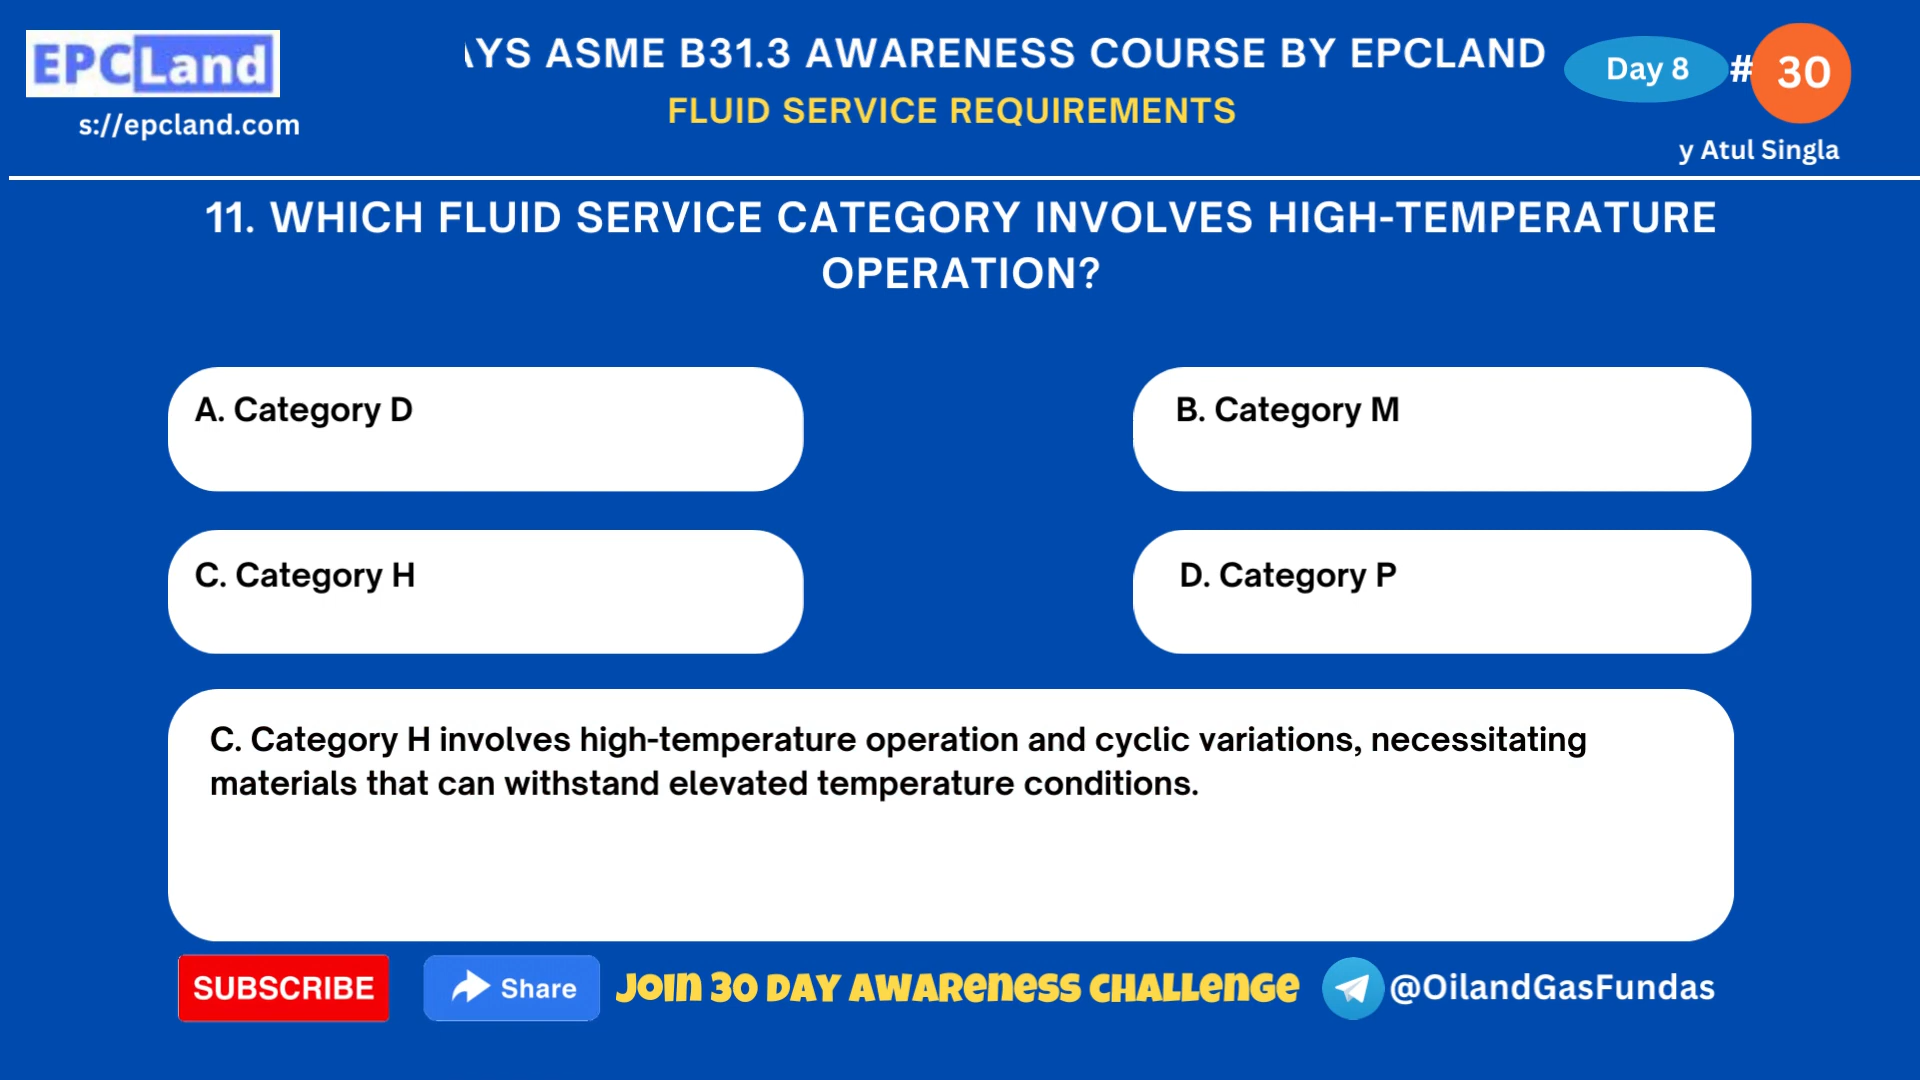 EPCLand
AYS ASME B31.3 AWARENESS COURSE BY EPCLAND
Day 8
#
30
s://epcland.com
FLUID SERVICE REQUIREMENTS
y Atul Singla
11. WHICH FLUID SERVICE CATEGORY INVOLVES HIGH-TEMPERATURE
OPERATION?
A. Category D
B. Category M
C. Category H
D. Category P
C. Category H involves high-temperature operation and cyclic variations, necessitating
materials that can withstand elevated temperature conditions.
SUBSCRIBE
Share
JOIN 30 DAY AWARENESS CHALLENGE
@OilandGasFundas